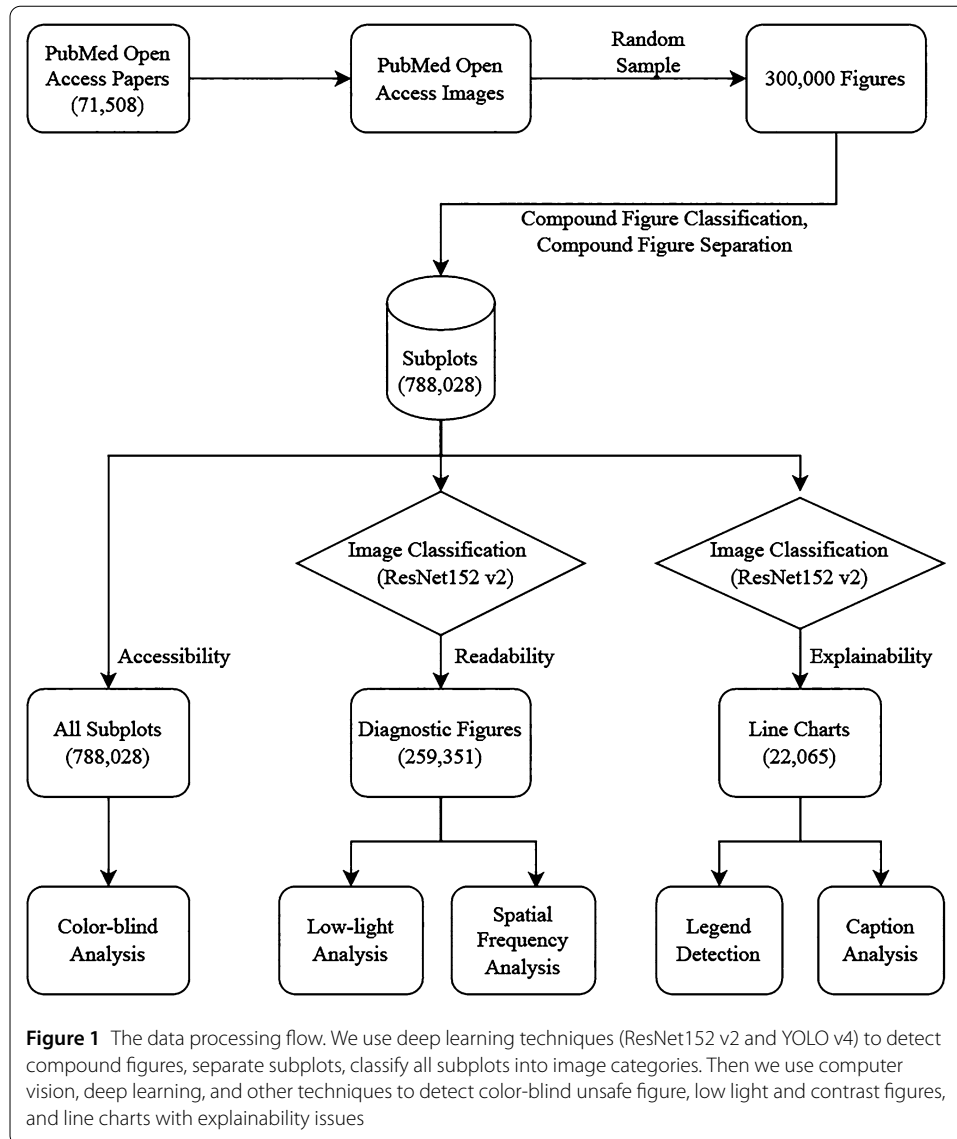 PubMed Open
Access Papers
(71,508)
PubMed Open
Access Images
Random
Sample
300,000 Figures
Compound Figure Classification,
Compound Figure Separation
Subplots
(788,028)
Image Classification
(ResNet152 v2)
Image Classification
(ResNet152 v2)
Accessibility
Readability
Explainability
All Subplots
(788,028)
Diagnostic Figures
(259,351)
Line Charts
(22,065)
Color-blind
Analysis
Low-light
Analysis
Spatial
Frequency
Analysis
Legend
Detection
Caption
Analysis
Figure 1 The data processing flow. We use deep learning techniques (ResNet152 v2 and YOLO v4) to detect
compound figures, separate subplots, classify all subplots into image categories. Then we use computer
vision, deep learning, and other techniques to detect color-blind unsafe figure, low light and contrast figures,
and line charts with explainability issues